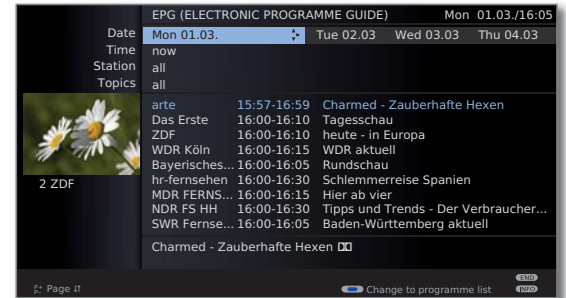 EPG (ELECTRONIC PROGRAMME GUIDE) Mon 01.03./16:05
Date Mon 01.03. Tue 02.03 Wed 03.03 Thu 04.03
Time now
Station all
Topics all
arte 15:57-16:59 Charmed - Zauberhafte Hexen
Das Erste 16:00-16:10 Tagesschau
ZDF 16:00-16:10 heute - in Europa
WDR Köln 16:00-16:15 WDR aktuell
Bayerisches... 16:00-16:05 Rundschau
hr-fernsehen 16:00-16:30 Schlemmerreise Spanien
MDR FERNS... 16:00-16:15 Hier ab vier
NDR FS HH 16:00-16:30 Tipps und Trends - Der Verbraucher...
SWR Fernse... 16:00-16:05 Baden-Württemberg aktuell
2 ZDF
Charmed - Zauberhafte Hexen
END
P+ P- Page Change to programme list INFO